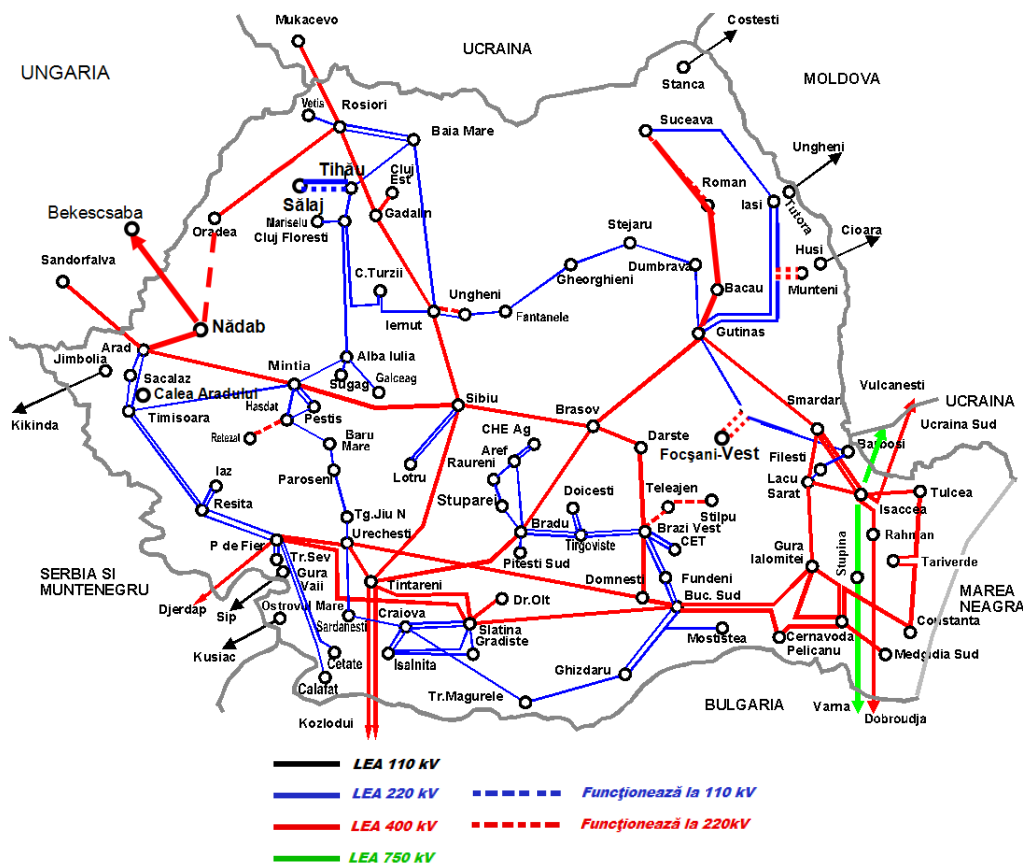 Mukacevo
Costesti
UCRAINA
UNGARIA
MOLDOVA
Stanca
Vetis
Rosiori
Suceava
Baia Mare
Ungheni
Tihău
Cluj
Est
Roman
Iasi
Sălaj
Tutora
Bekescsaba
Mariselu
Gadalin
Oradea
Cluj Floresti
Stejaru
Husi
Cioara
Sandorfalva
C.Turzii
Gheorghieni
Dumbrava
Bacau
Munteni
Ungheni
Nădab
Iernut
Fantanele
Gutinas
Arad
Jimbolia
Mintia
Alba Iulia
Vulcanesti
Sacalaz
Sugag
Galceag
Smardan
UCRAINA
Calea Aradului
Sibiu
Ucraina Sud
Kikinda
Timisoara
Hasdat
Pestis
Brasov
CHE Ag
Retezat
Baru
Mare
Aref
Darste
Focşani-Vest
Barbosi
Raureni
Filesti
Iaz
Paroseni
Lotru
Lacu
Sarat
Stuparei
Doicesti
Teleajen
Tulcea
Resita
Stilpu
Isaccea
Tg.Jiu N
Urechesti
Bradu
Brazi Vest
P de Fier
Tirgoviste
CET
Gura
Ialomitei
Stupina
Rahman
SERBIA SI
MUNTENEGRU
Tr.Sev
Gura
Vaii
Pitesti Sud
Tariverde
Tintareni
Domnesti
Fundeni
MAREA
NEAGRA
Djerdap
Sip
Ostrovul Mare
Dr.Olt
Buc. Sud
Sardanesti
Craiova
Slatina
Constanta
Kusiac
Gradiste
Mostistea
Cernavoda
Pelicanu
Cetate
Isalnita
Medgidia Sud
Calafat
Ghizdaru
Tr.Magurele
BULGARIA
Varna
Kozlodui
Dobroudja
LEA 110 kV
LEA 220 kV
Funcţionează la 110 kV
LEA 400 kV
Funcţionează la 220kV
LEA 750 kV